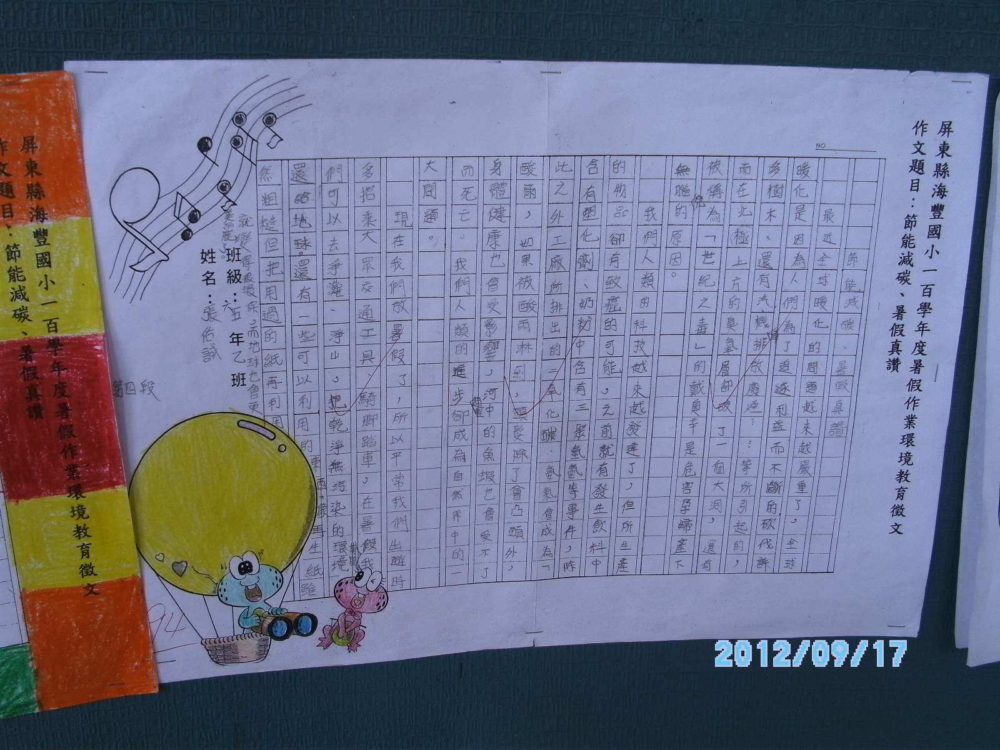 屏東縣海豐國小一百學年度暑假作業環境教育徵文
作文題目：節能減碳、暑假真讚
NO.
節能減碳、暑假真讚
最近全球暖化的問題越來越嚴重了，全球
暖化是因為人們為了追逐利益而不斷的砍伐許
多樹木、還有汽、機車排放廢煙……等所引起的，
而在北極上方的臭氧層卻破了一個大洞，還有
被稱為「世紀之毒」的戴奧辛是危害孕婦產下
無腦兒的原因。
我們人類的科技越來越發達了，但所生產
的物品卻有致癌的可能，之前就有發生飲料中
含有塑化劑、奶粉中含有三聚氰氨等事件，除
此之外工廠所排出的二氧化碳、氨氣會成為「
酸雨，如果被酸雨淋到，頭髮除了會凸頭外，
身體健康也會受影響，河中的魚蝦也會受不了
而死亡。我們人類的進步卻成為自然界中的一
大問題。
現在我們放暑假了，所以平常我們出遊時
多搭乘大眾交通工具、騎腳踏車，在暑假我
們可以去淨灘、淨山，把乾淨無污染的環境
還給地球。還有一些可以利用的東西，像再生紙雖
然粗糙但把用過的紙再利用
就變得很環保，而地球也會更
美麗了。
班級：六五年乙班
姓名：張佑誠
第四段
94
屏東縣海豐國小一百學年度暑假作業環境教育徵文
作文題目：節能減碳、暑假真讚
2012/09/17